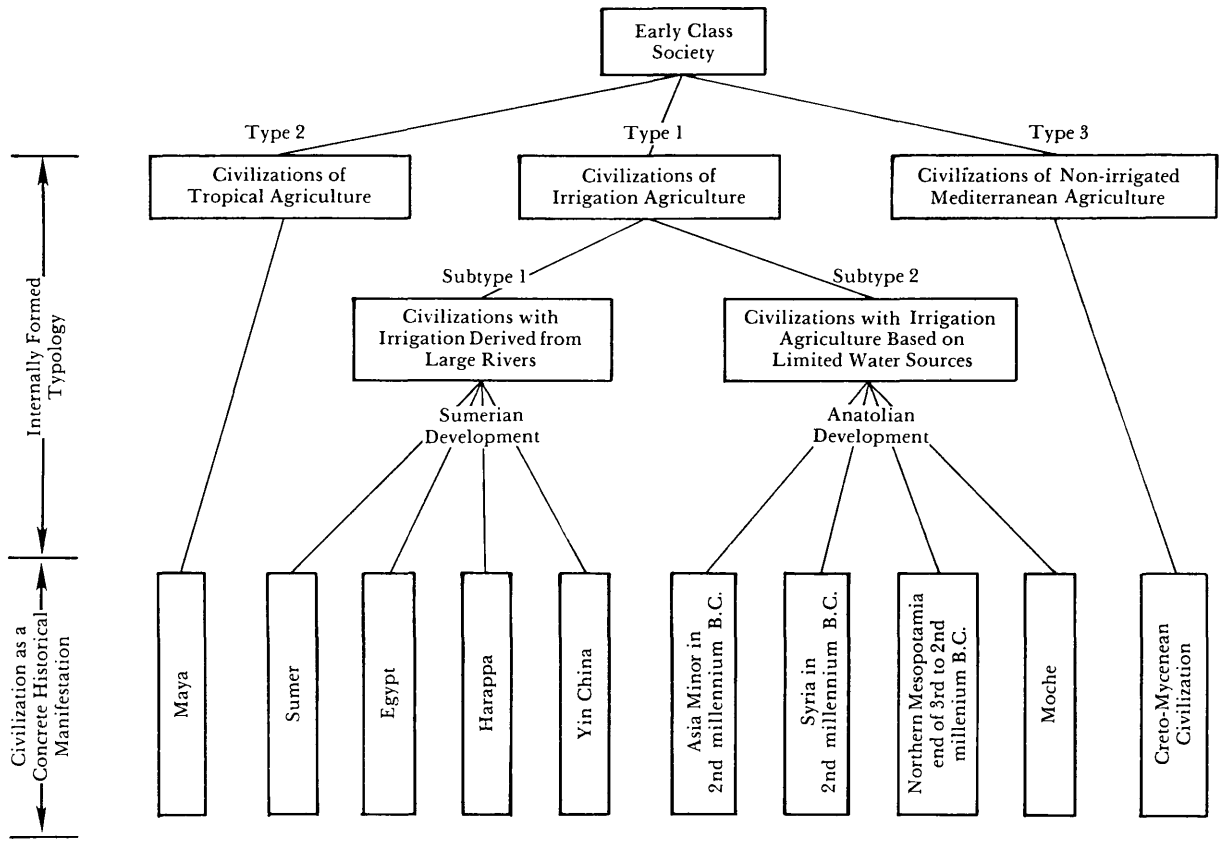 Early Class
Society
Type 2
Type 1
Type 3
Civilizations of
Tropical Agriculture
Civilizations of
Irrigation Agriculture
Civilizations of Non-irrigated
Mediterranean Agriculture
Subtype 1
Subtype 2
Civilizations with
Irrigation Derived from
Large Rivers
Civilizations with Irrigation
Agriculture Based on
Limited Water Sources
Sumerian
Development
Anatolian
Development
Internally Formed
Typology
Civilization as a
Concrete Historical
Manifestation
Maya
Sumer
Egypt
Harappa
Yin China
Asia Minor in
2nd millennium B.C.
Syria in
2nd millennium B.C.
Northern Mesopotamia
end of 3rd to 2nd
millenium B.C.
Moche
Creto-Mycenean
Civilization